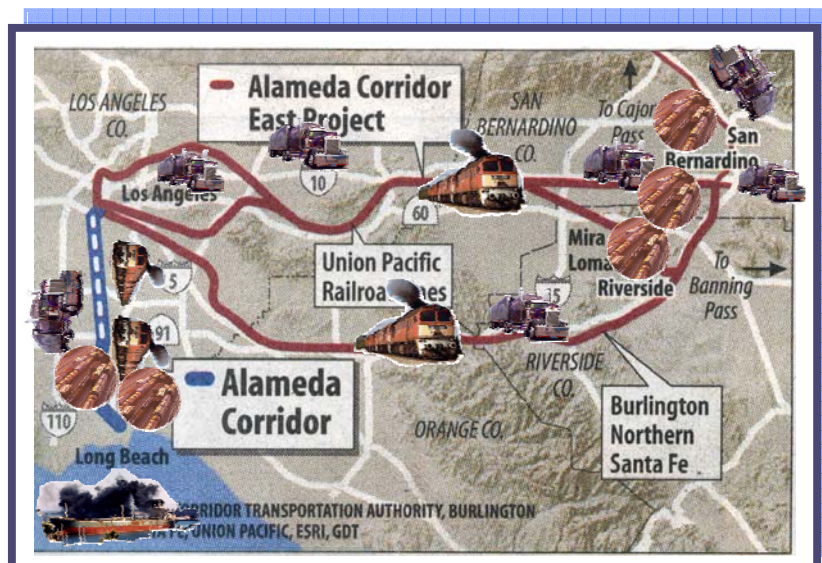 Alameda Corridor
East Project
LOS ANGELES
CO.
SAN
BERNARDINO
CO.
To Cajon
Pass
San
Bernardino
Los Angeles
10
60
Union Pacific
Mira
Loma
Riverside
To
Banning
Pass
5
15
91
RIVERSIDE
CO.
Alameda
Corridor
ORANGE CO.
Burlington
Northern
Santa Fe
110
Long Beach
TRANSPORTATION AUTHORITY, BURLINGTON
UNION PACIFIC, ESRI, GDT